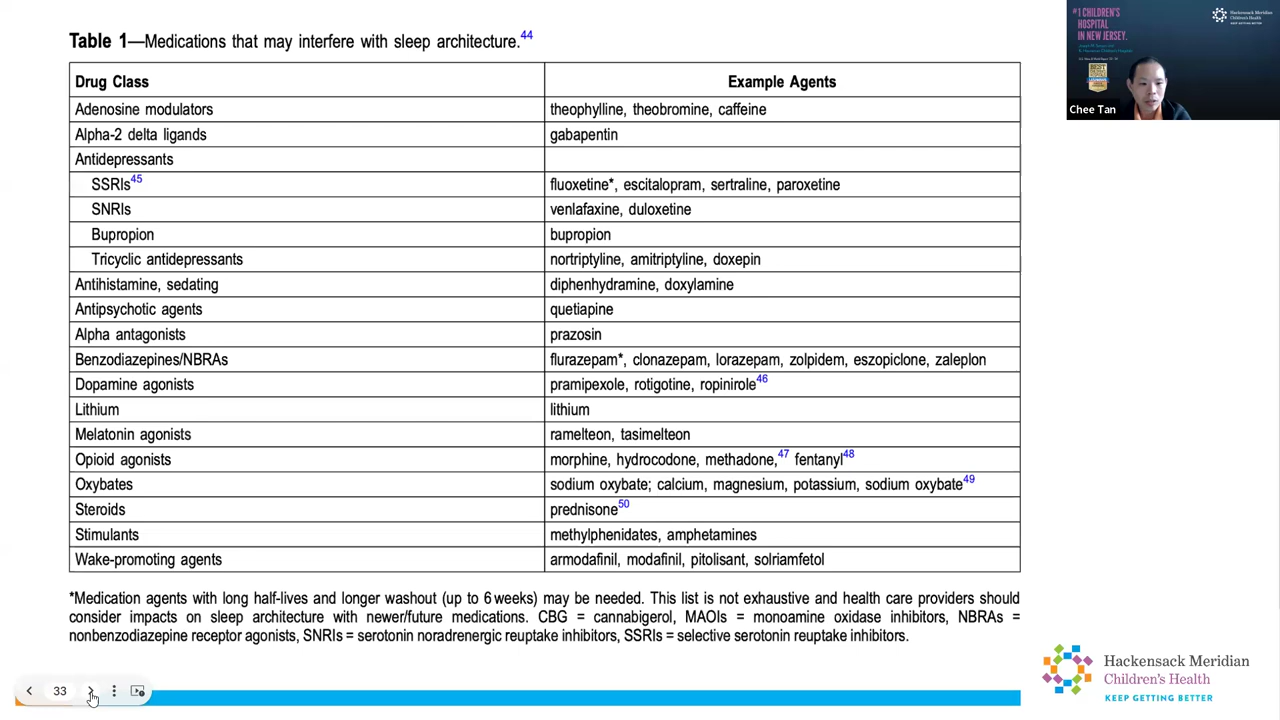 Table 1—Medications that may interfere with sleep architecture.44
Drug Class Example Agents
Adenosine modulators theophylline, theobromine, caffeine
Alpha-2 delta ligands gabapentin
Antidepressants
SSRIs45 fluoxetine*, escitalopram, sertraline, paroxetine
SNRIs venlafaxine, duloxetine
Bupropion bupropion
Tricyclic antidepressants nortriptyline, amitriptyline, doxepin
Antihistamine, sedating diphenhydramine, doxylamine
Antipsychotic agents quetiapine
Alpha antagonists prazosin
Benzodiazepines/NBRAs flurazepam*, clonazepam, lorazepam, zolpidem, eszopiclone, zaleplon
Dopamine agonists pramipexole, rotigotine, ropinirole46
Lithium lithium
Melatonin agonists ramelteon, tasimelteon
Opioid agonists morphine, hydrocodone, methadone,47 fentanyl48
Oxybates sodium oxybate; calcium, magnesium, potassium, sodium oxybate49
Steroids prednisone50
Stimulants methylphenidates, amphetamines
Wake-promoting agents armodafinil, modafinil, pitolisant, solriamfetol
*Medication agents with long half-lives and longer washout (up to 6 weeks) may be needed. This list is not exhaustive and health care providers should
consider impacts on sleep architecture with newer/future medications. CBG = cannabigerol, MAOIs = monoamine oxidase inhibitors, NBRAs =
nonbenzodiazepine receptor agonists, SNRIs = serotonin noradrenergic reuptake inhibitors, SSRIs = selective serotonin reuptake inhibitors.
#1 CHILDREN'S
HOSPITAL
IN NEW JERSEY.
Hackensack Meridian
Children's Health
BEST
Chee Tan
33
Hackensack Meridian
Children's Health
KEEP GETTING BETTER